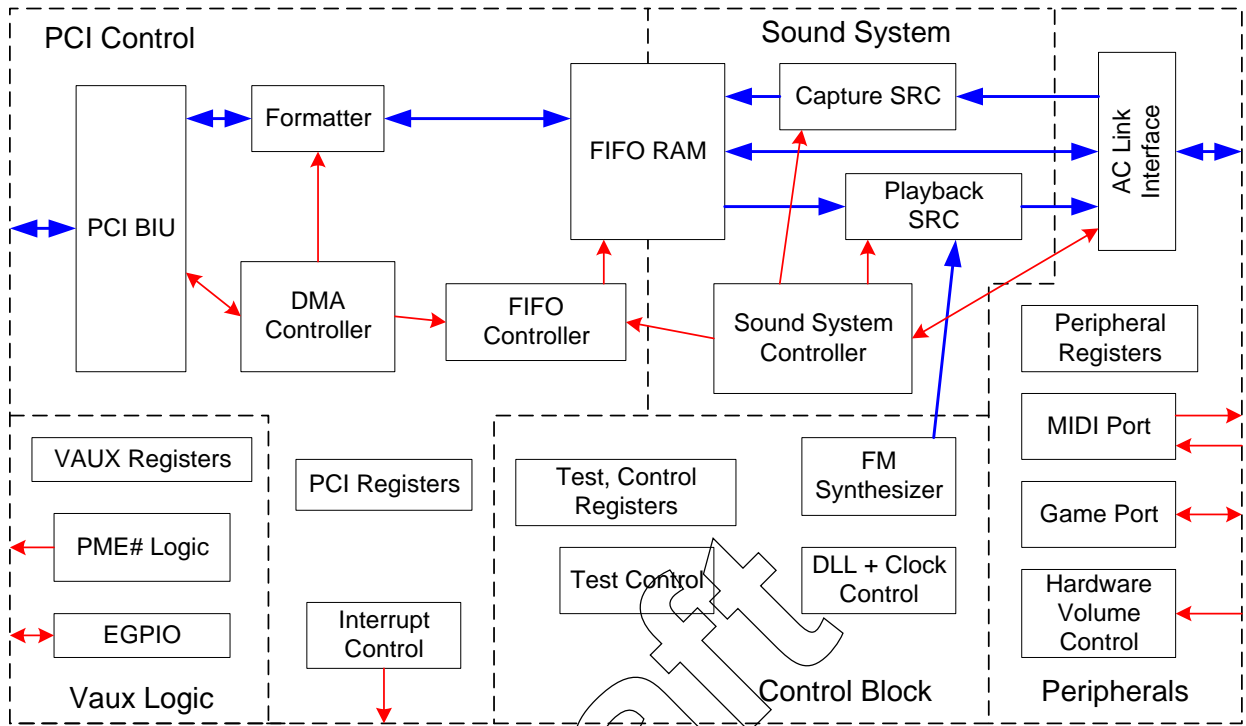 PCI Control
Sound System
Formatter
Capture SRC
FIFO RAM
AC Link
Interface
Playback
SRC
PCI BIU
DMA
Controller
FIFO
Controller
Sound System
Controller
Peripheral
Registers
VAUX Registers
PCI Registers
Test, Control
Registers
FM
Synthesizer
MIDI Port
PME# Logic
Game Port
Test Control
DLL + Clock
Control
EGPIO
Interrupt
Control
Hardware
Volume
Control
Vaux Logic
Control Block
Peripherals